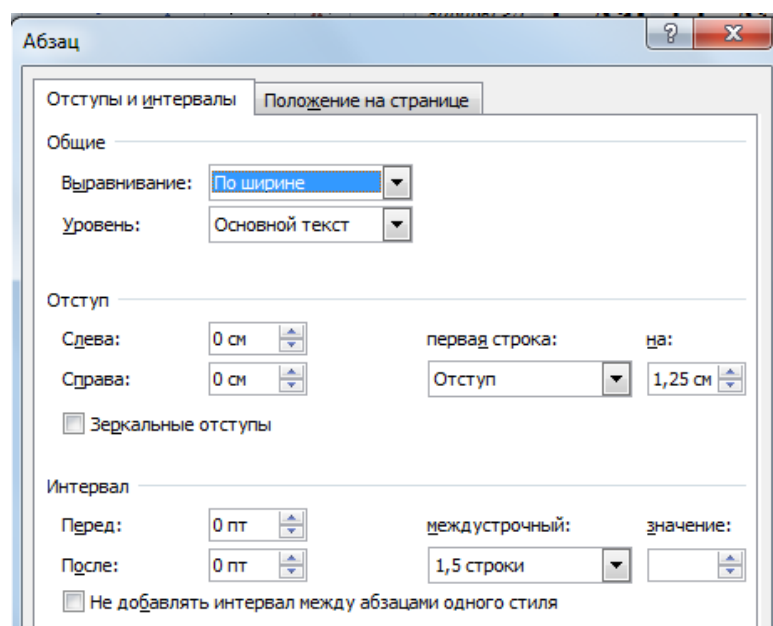 Абзац
Отступы и интервалы Положение на странице
Общие
Выравнивание: По ширине
Уровень: Основной текст
Отступ
Слева: 0 см первая строка: на:
Справа: 0 см Отступ 1,25 см
Зеркальные отступы
Интервал
Перед: 0 пт междустрочный: значение:
После: 0 пт 1,5 строки
Не добавлять интервал между абзацами одного стиля